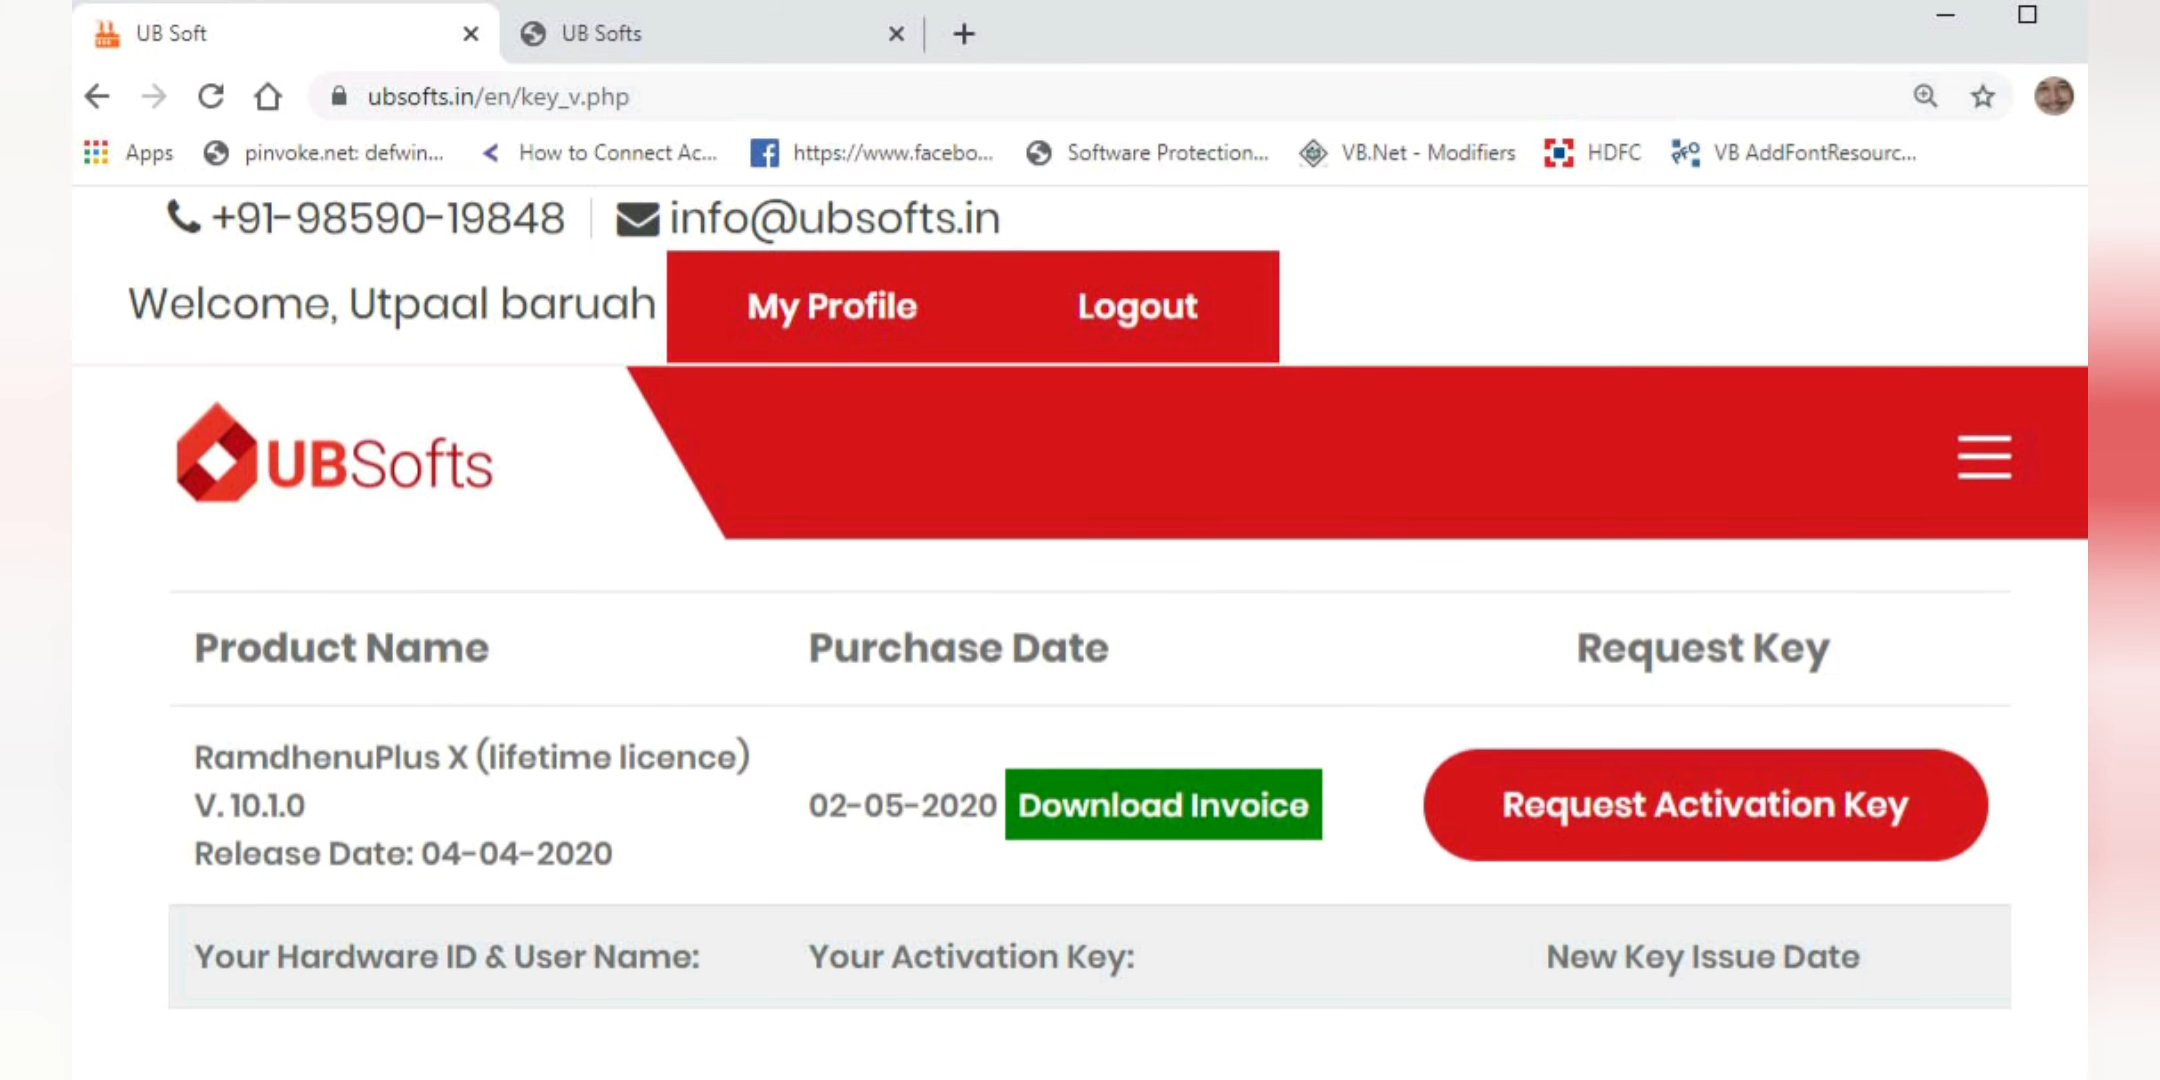 UB Soft
UB Softs
ubsofts.in/en/key_v.php
Apps
pinvoke.net: defwin...
How to Connect Ac...
https://www.facebo...
Software Protection...
VB.Net - Modifiers
HDFC
VB AddFontResourc...
+91-98590-19848
info@ubsofts.in
Welcome, Utpaal baruah
My Profile
Logout
UBSofts
Product Name
Purchase Date
Request Key
RamdhenuPlus X (lifetime licence)
V. 10.1.0
Release Date: 04-04-2020
02-05-2020
Download Invoice
Request Activation Key
Your Hardware ID & User Name:
Your Activation Key:
New Key Issue Date